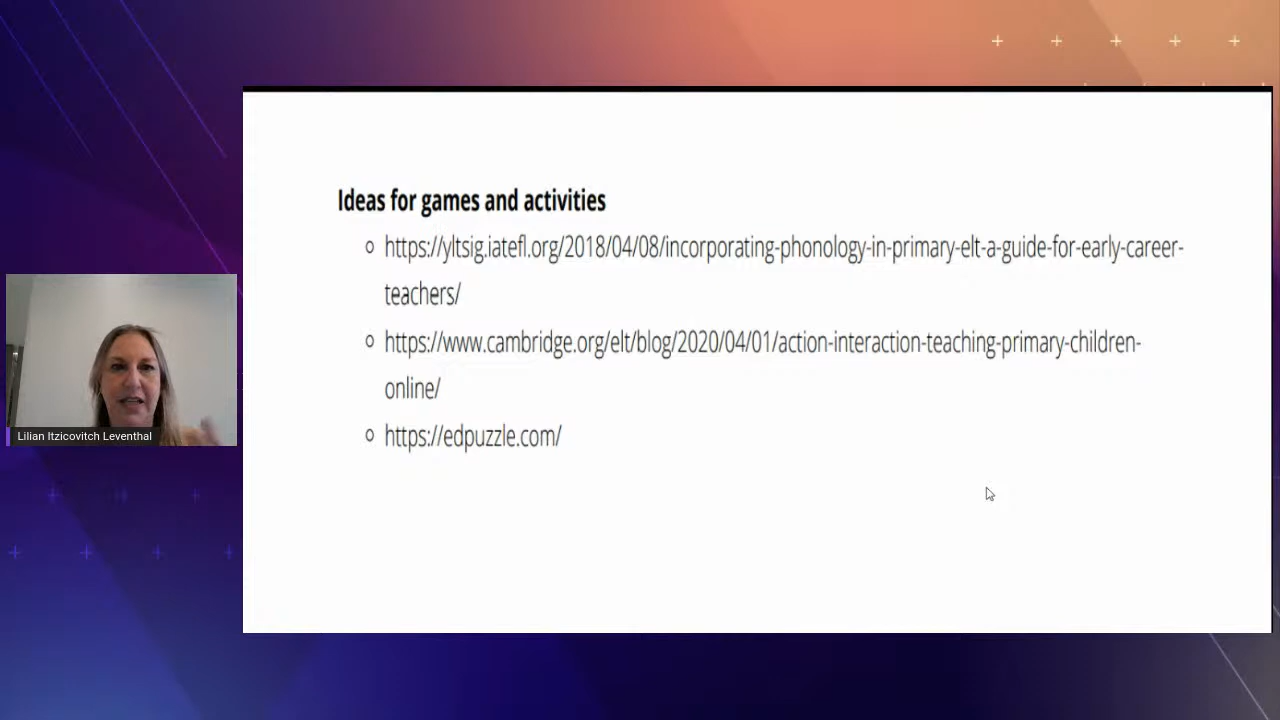 Ideas for games and activities
https://yltsig.iatefl.org/2018/04/08/incorporating-phonology-in-primary-elt-a-guide-for-early-career-
teachers/
https://www.cambridge.org/elt/blog/2020/04/01/action-interaction-teaching-primary-children-
online/
https://edpuzzle.com/
Lilian Itzicovitch Leventhal